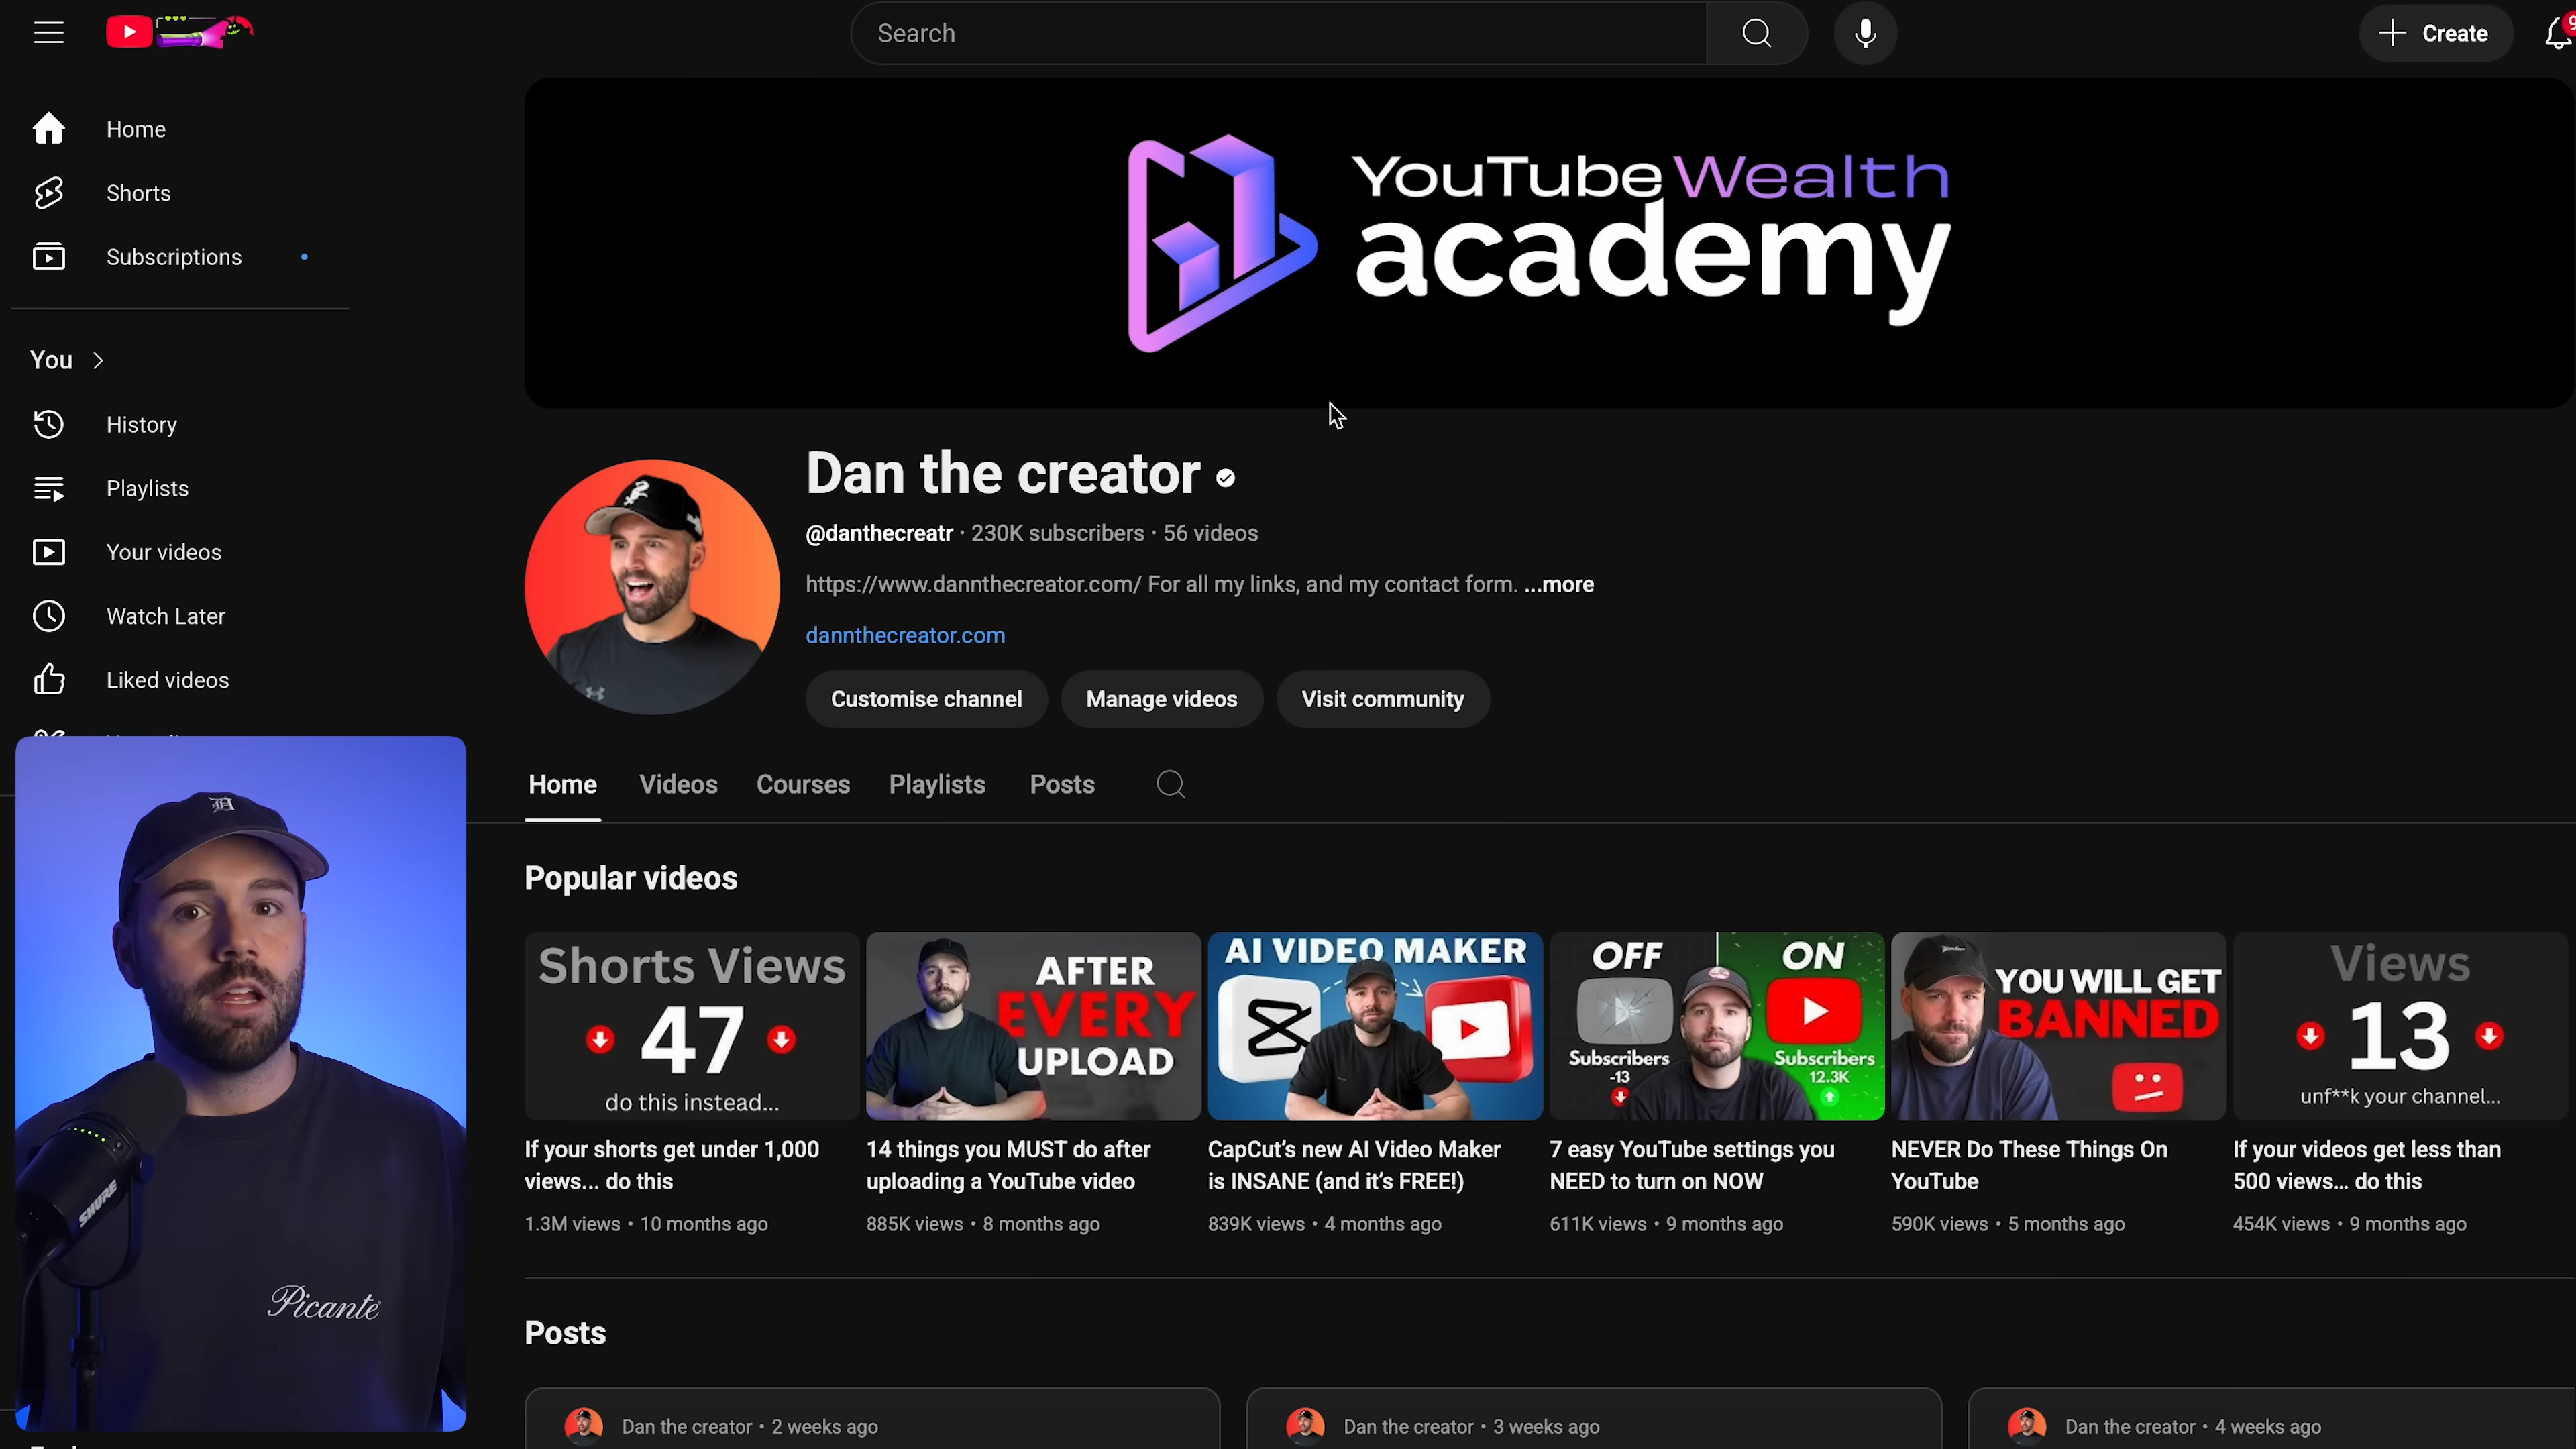 Search
Create
9
Home
Shorts
Subscriptions
You
History
Playlists
Your videos
Watch Later
Liked videos
YouTube Wealth
academy
Dan the creator
@danthecreatr · 230K subscribers · 56 videos
https://www.dannthecreator.com/ For all my links, and my contact form. ...more
dannthecreator.com
Customise channel
Manage videos
Visit community
Home
Videos
Courses
Playlists
Posts
Popular videos
Shorts Views
47
do this instead...
If your shorts get under 1,000
views... do this
1.3M views • 10 months ago
AFTER
EVERY
UPLOAD
14 things you MUST do after
uploading a YouTube video
885K views • 8 months ago
AI VIDEO MAKER
CapCut’s new AI Video Maker
is INSANE (and it’s FREE!)
839K views • 4 months ago
OFF
ON
Subscribers
-13
Subscribers
12.3K
7 easy YouTube settings you
NEED to turn on NOW
611K views • 9 months ago
YOU WILL GET
BANNED
NEVER Do These Things On
YouTube
590K views • 5 months ago
Views
13
unf**k your channel...
If your videos get less than
500 views... do this
454K views • 9 months ago
Posts
Dan the creator • 2 weeks ago
Dan the creator • 3 weeks ago
Dan the creator • 4 weeks ago
SHURE
Picante